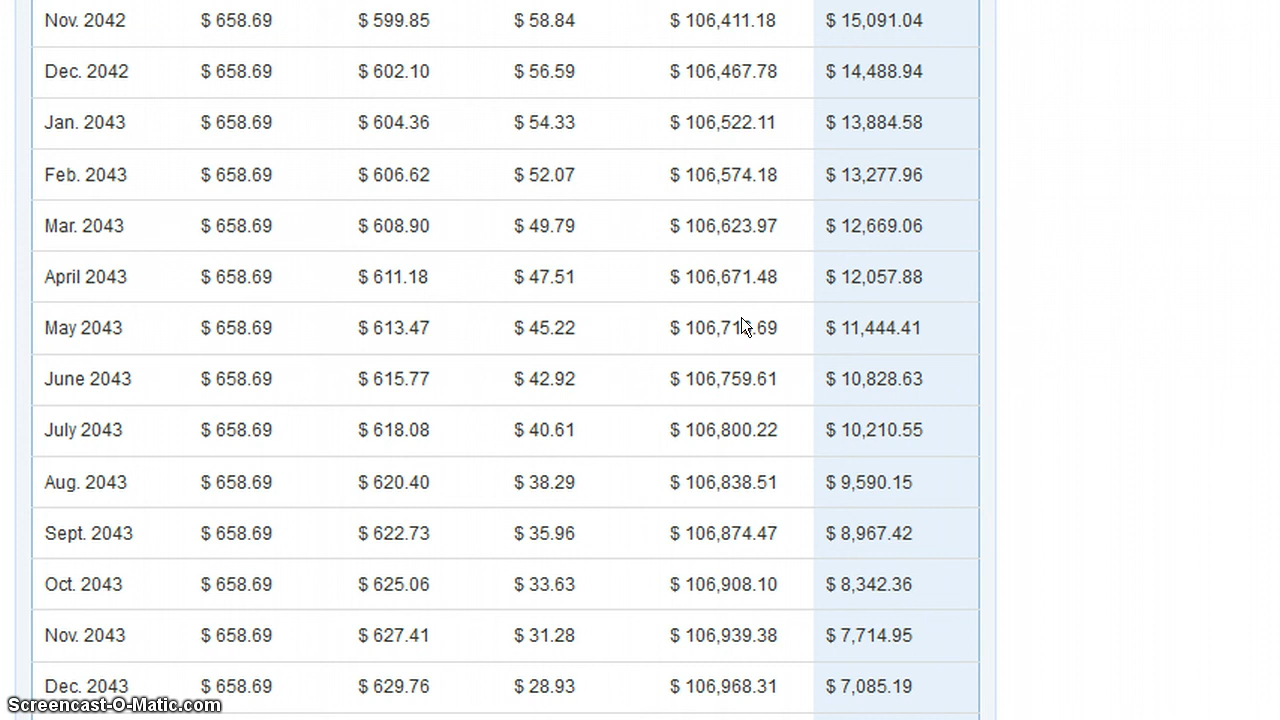 Nov. 2042 $ 658.69 $ 599.85 $ 58.84 $ 106,411.18 $ 15,091.04
Dec. 2042 $ 658.69 $ 602.10 $ 56.59 $ 106,467.78 $ 14,488.94
Jan. 2043 $ 658.69 $ 604.36 $ 54.33 $ 106,522.11 $ 13,884.58
Feb. 2043 $ 658.69 $ 606.62 $ 52.07 $ 106,574.18 $ 13,277.96
Mar. 2043 $ 658.69 $ 608.90 $ 49.79 $ 106,623.97 $ 12,669.06
April 2043 $ 658.69 $ 611.18 $ 47.51 $ 106,671.48 $ 12,057.88
May 2043 $ 658.69 $ 613.47 $ 45.22 $ 11,444.41
June 2043 $ 658.69 $ 615.77 $ 42.92 $ 106,759.61 $ 10,828.63
July 2043 $ 658.69 $ 618.08 $ 40.61 $ 106,800.22 $ 10,210.55
Aug. 2043 $ 658.69 $ 620.40 $ 38.29 $ 106,838.51 $ 9,590.15
Sept. 2043 $ 658.69 $ 622.73 $ 35.96 $ 106,874.47 $ 8,967.42
Oct. 2043 $ 658.69 $ 625.06 $ 33.63 $ 106,908.10 $ 8,342.36
Nov. 2043 $ 658.69 $ 627.41 $ 31.28 $ 106,939.38 $ 7,714.95
Dec. 2043 $ 658.69 $ 629.76 $ 28.93 $ 106,968.31 $ 7,085.19
Screencast-O-Matic.com